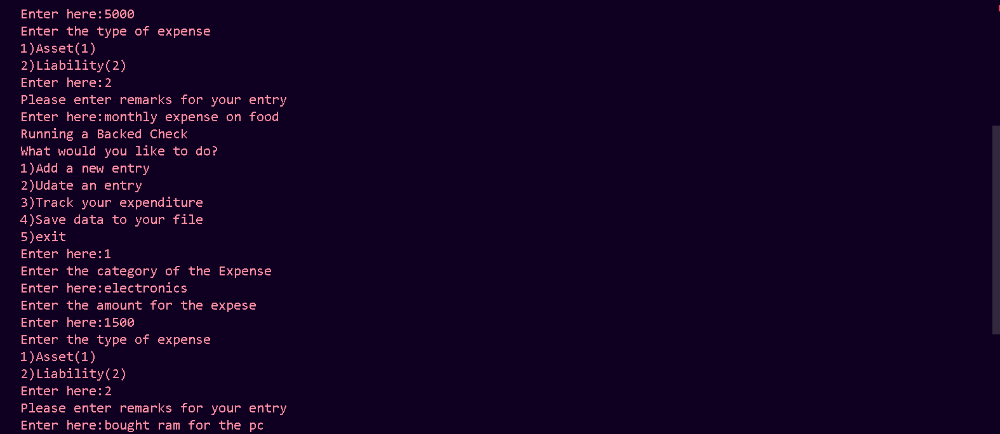 Enter here:5000
Enter the type of expense
1)Asset(1)
2)Liability(2)
Enter here:2
Please enter remarks for your entry
Enter here:monthly expense on food
Running a Backed Check
What would you like to do?
1)Add a new entry
2)Udate an entry
3)Track your expenditure
4)Save data to your file
5)exit
Enter here:1
Enter the category of the Expense
Enter here:electronics
Enter the amount for the expese
Enter here:1500
Enter the type of expense
1)Asset(1)
2)Liability(2)
Enter here:2
Please enter remarks for your entry
Enter here:bought ram for the pc